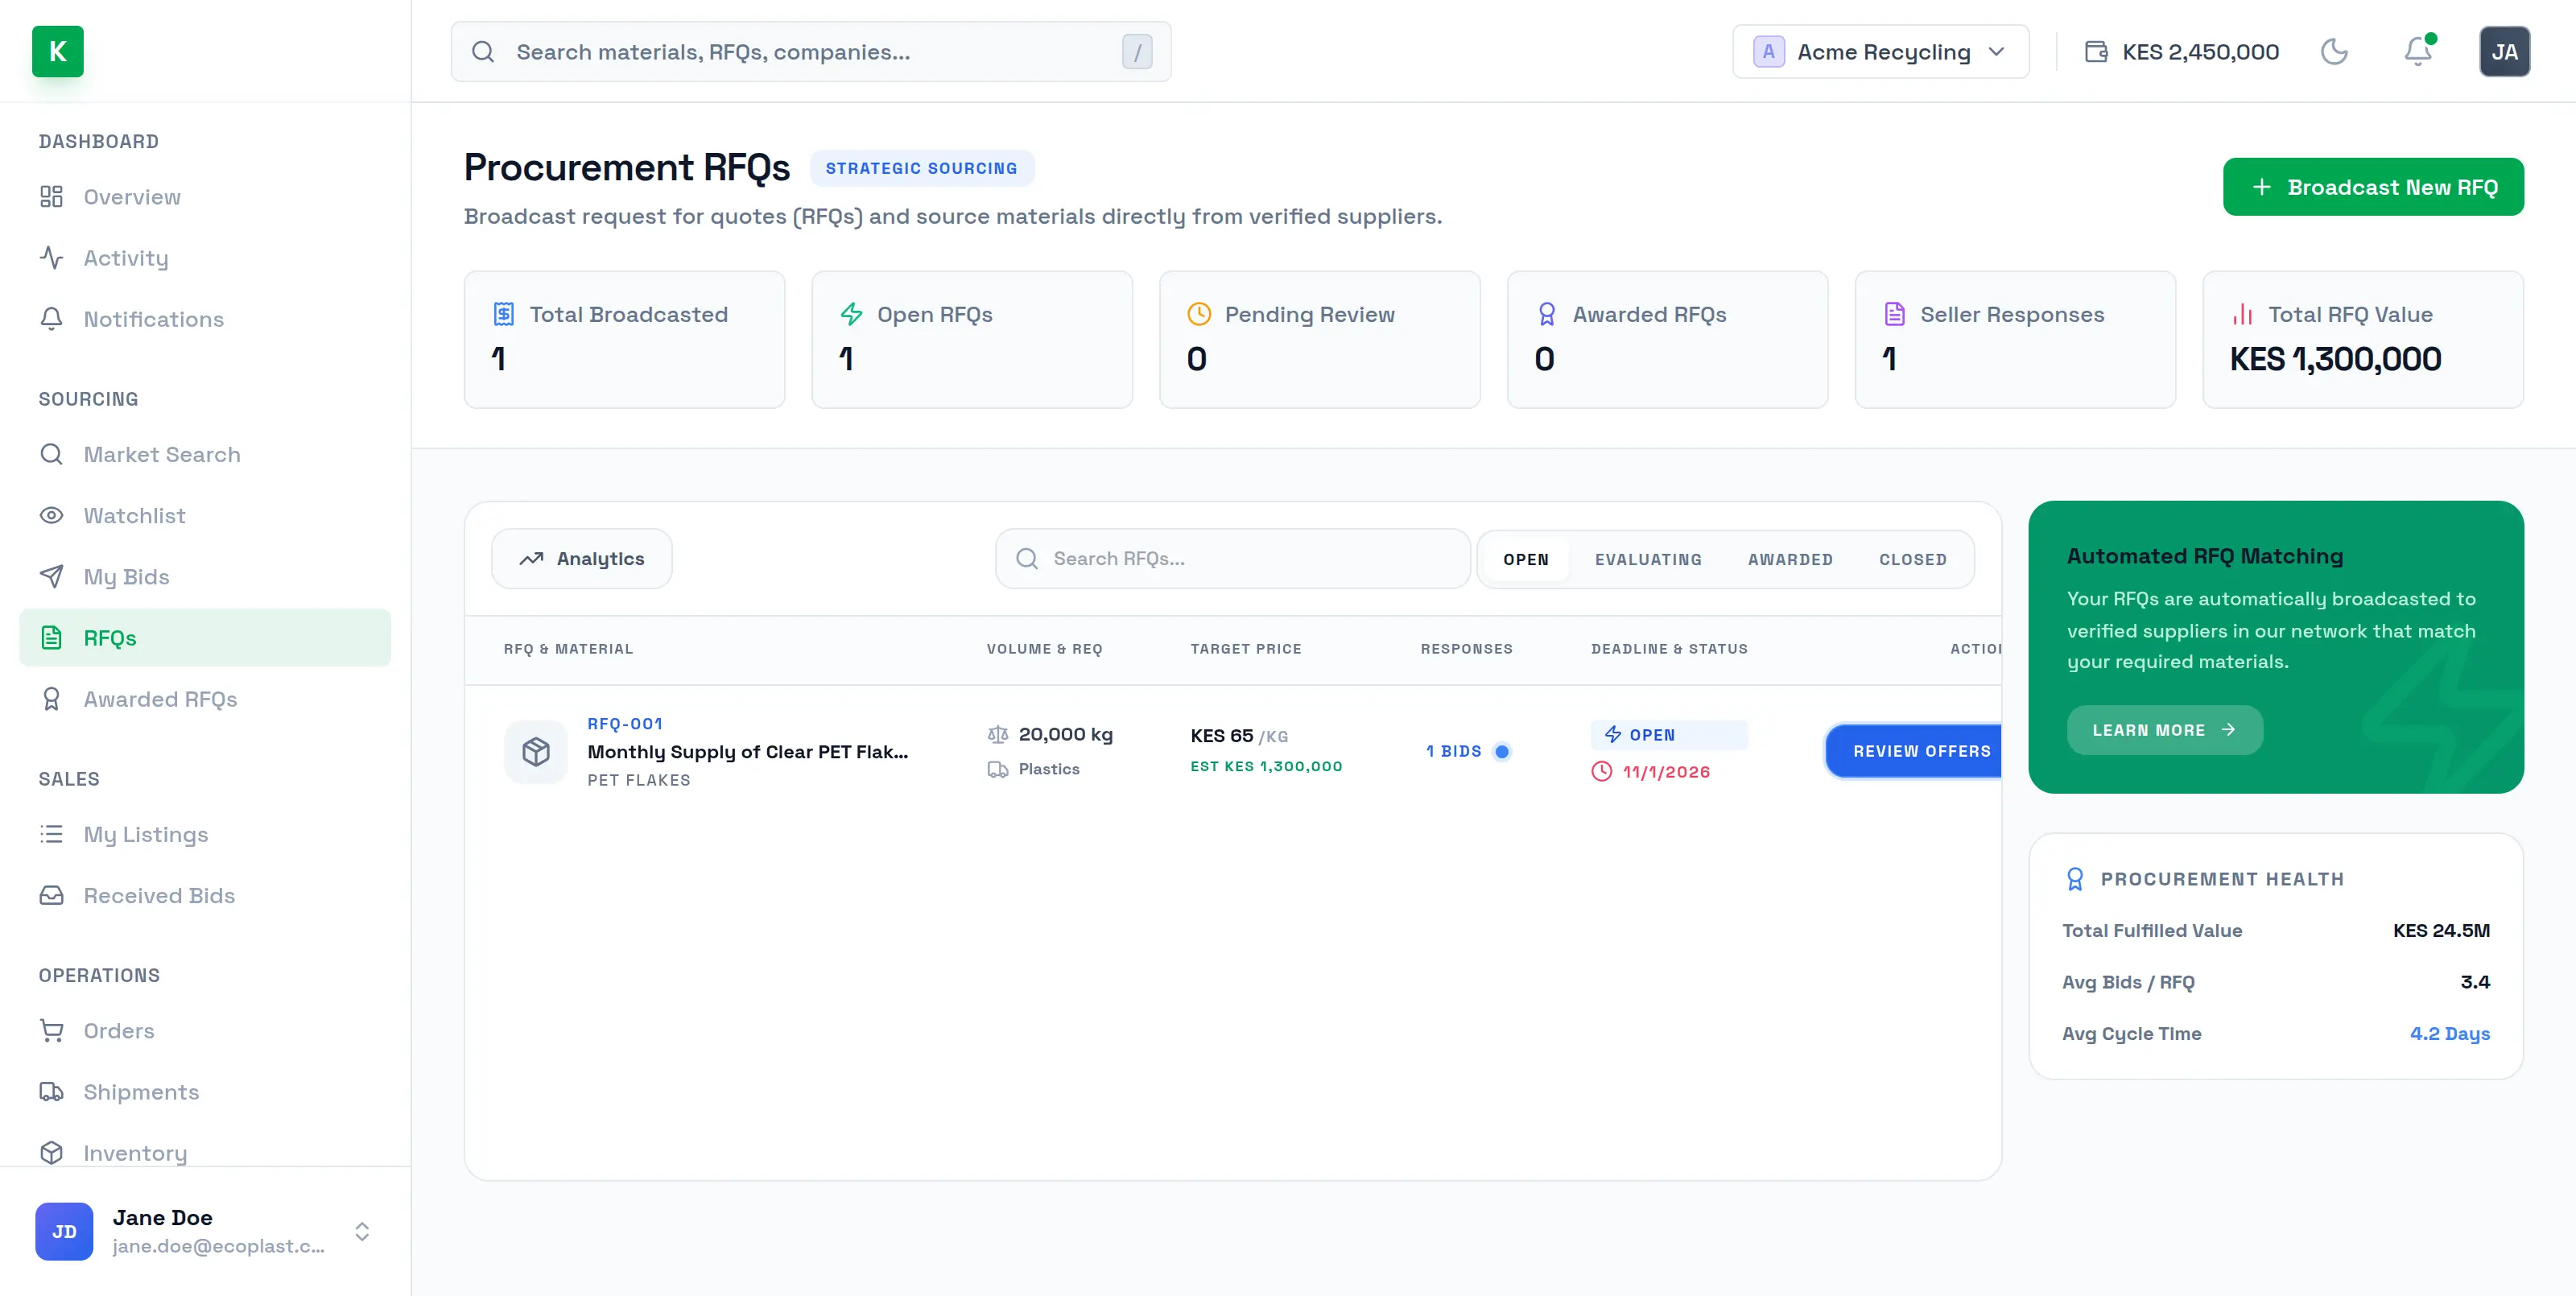 K
Search materials, RFQs, companies...
/
A
Acme Recycling
KES 2,450,000
JA
DASHBOARD
Overview
Activity
Notifications
SOURCING
Market Search
Watchlist
My Bids
RFQs
Awarded RFQs
SALES
My Listings
Received Bids
OPERATIONS
Orders
Shipments
Inventory
JD
Jane Doe
jane.doe@ecoplast.c...
Procurement RFQs
STRATEGIC SOURCING
Broadcast request for quotes (RFQs) and source materials directly from verified suppliers.
Broadcast New RFQ
Total Broadcasted
1
Open RFQs
1
Pending Review
0
Awarded RFQs
0
Seller Responses
1
Total RFQ Value
KES 1,300,000
Analytics
Search RFQs...
OPEN
EVALUATING
AWARDED
CLOSED
RFQ & MATERIAL
VOLUME & REQ
TARGET PRICE
RESPONSES
DEADLINE & STATUS
ACTION
RFQ-001
Monthly Supply of Clear PET Flak...
PET FLAKES
20,000 kg
Plastics
KES 65 /KG
EST KES 1,300,000
1 BIDS
OPEN
11/1/2026
REVIEW OFFERS
Automated RFQ Matching
Your RFQs are automatically broadcasted to
verified suppliers in our network that match
your required materials.
LEARN MORE
PROCUREMENT HEALTH
Total Fulfilled Value
KES 24.5M
Avg Bids / RFQ
3.4
Avg Cycle Time
4.2 Days